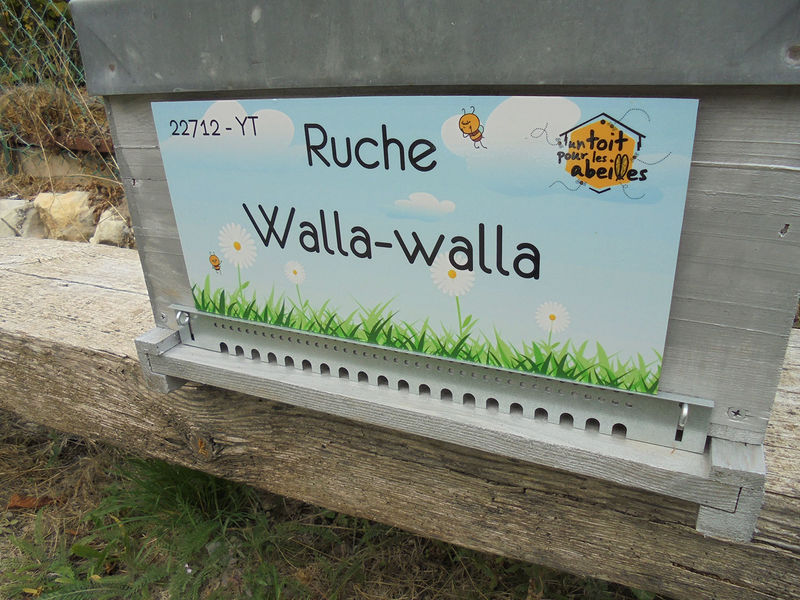 22712 - YT
Ruche
Walla-walla
un toit
pour les
abeilles